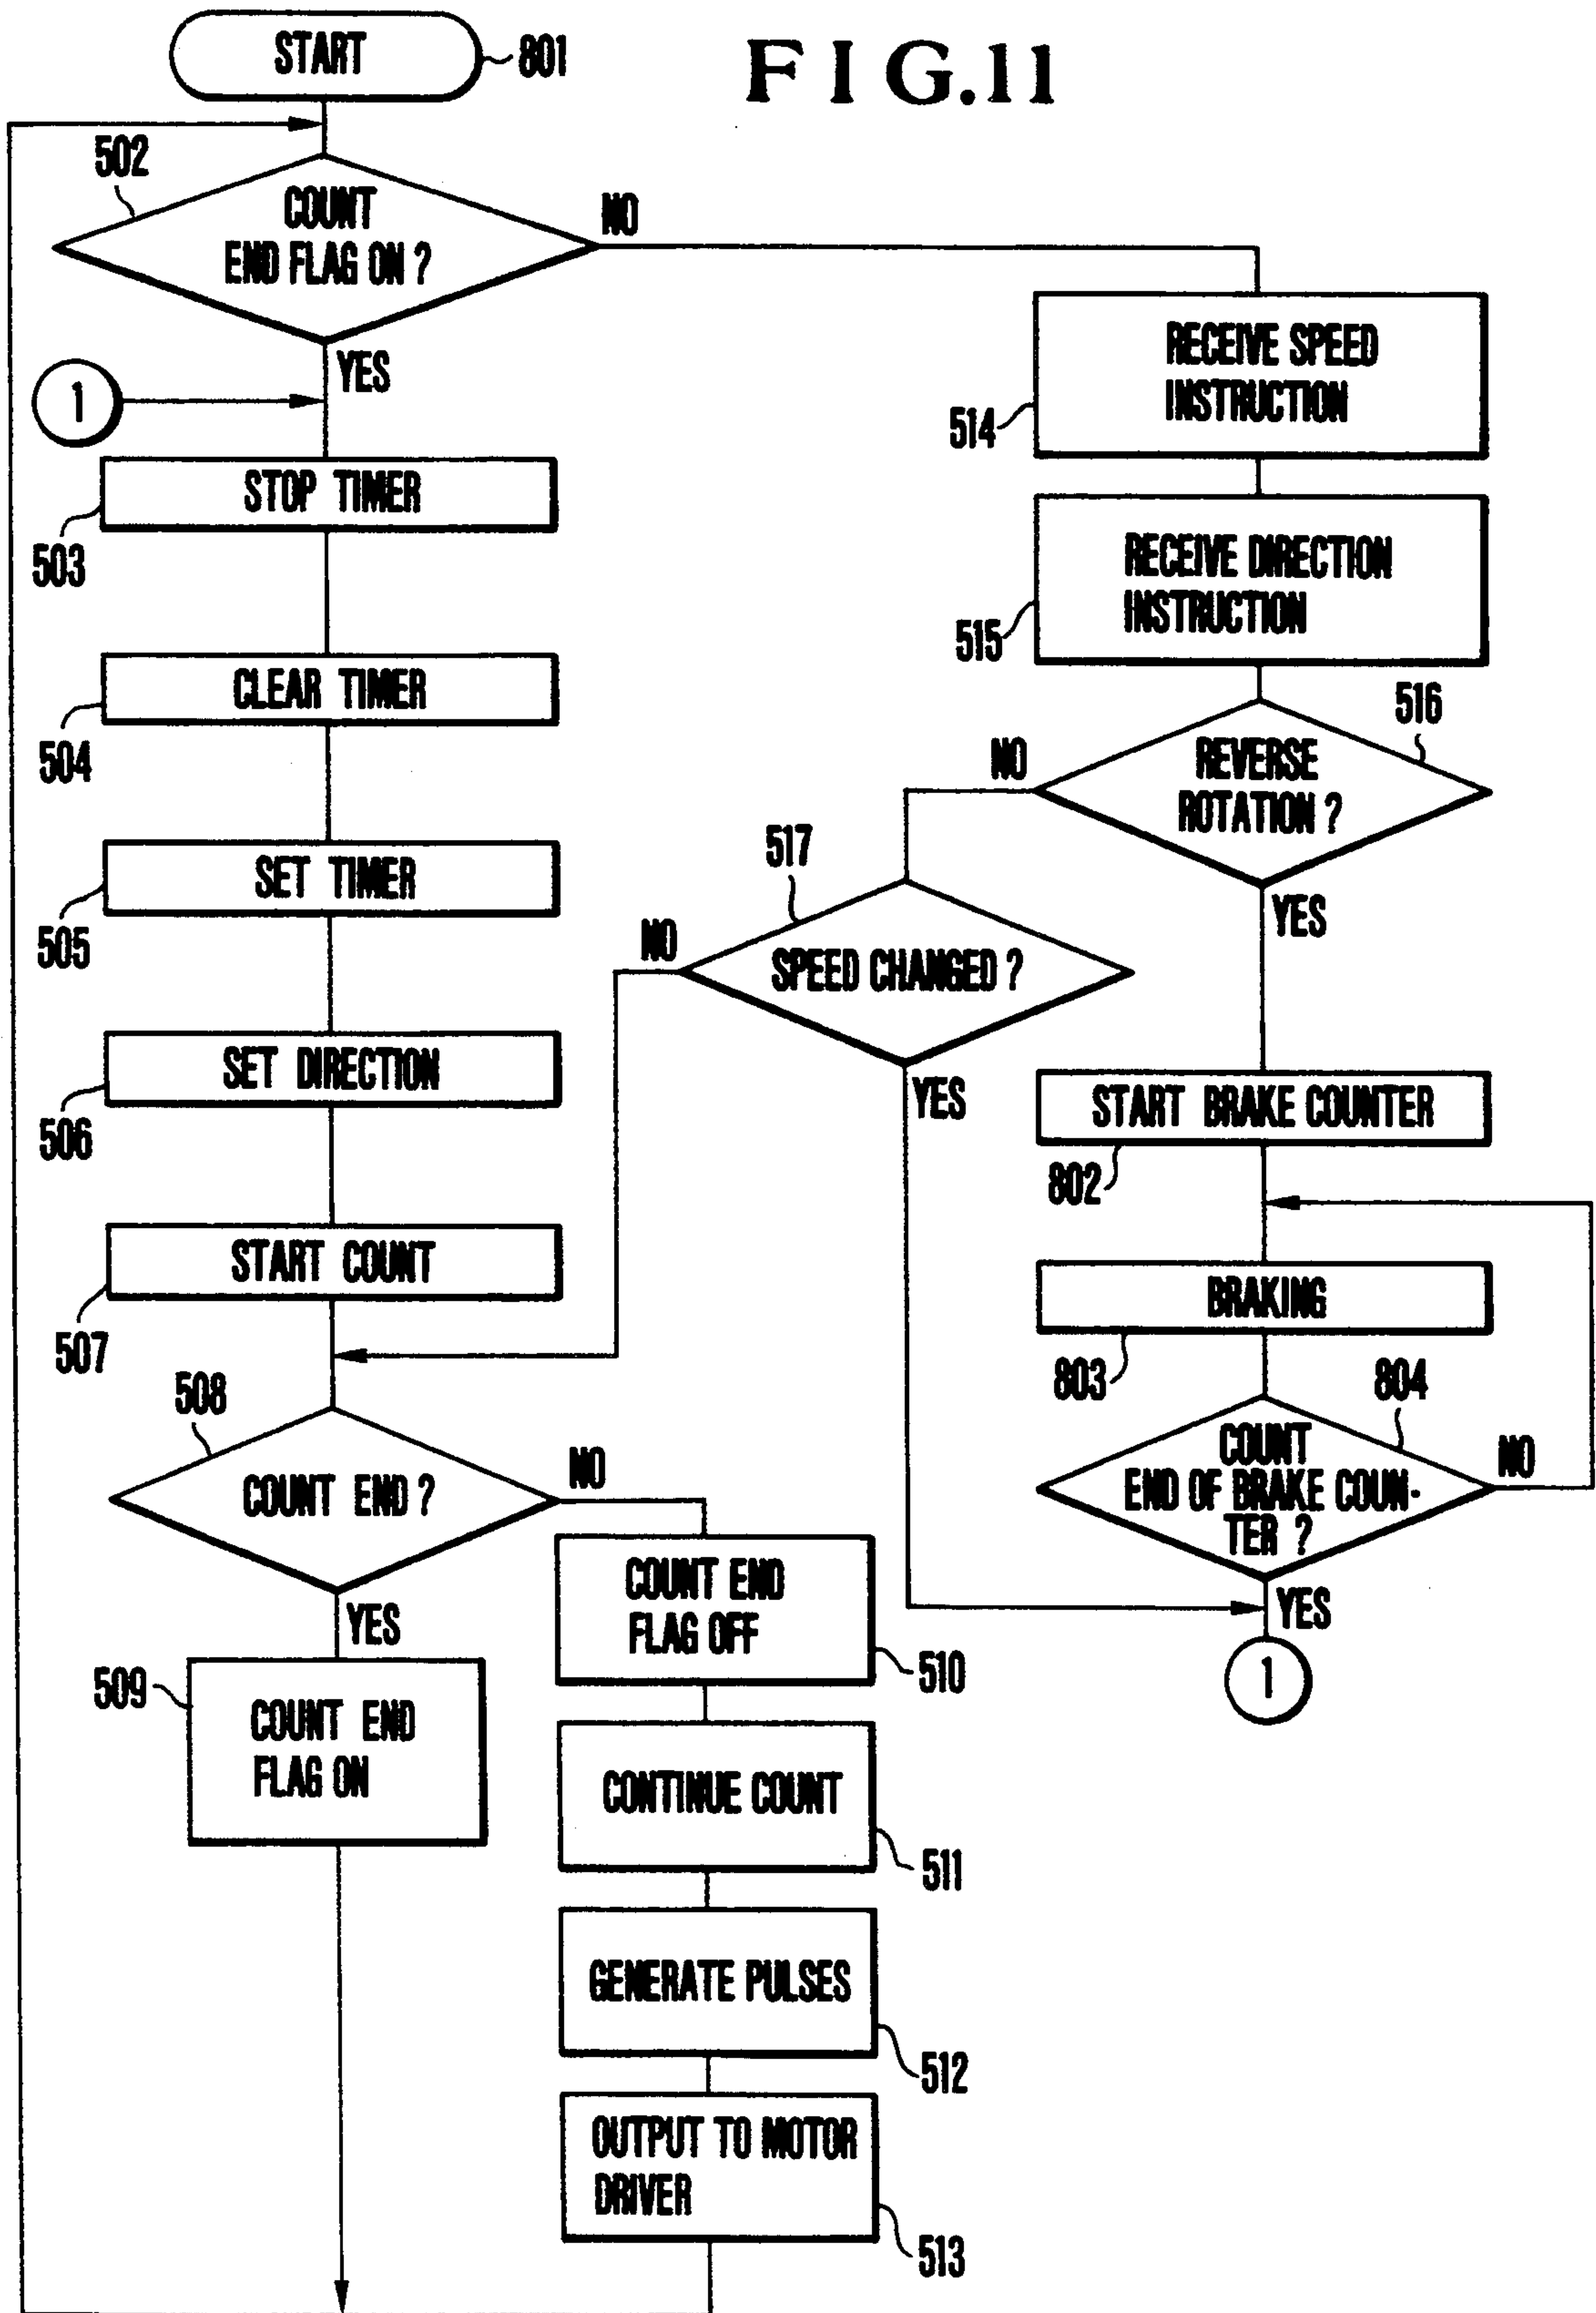 FIG.11
START
801
502
COUNT
END FLAG ON ?
NO
YES
1
STOP TIMER
503
CLEAR TIMER
504
SET TIMER
505
SET DIRECTION
506
START COUNT
507
508
COUNT END ?
NO
YES
509
COUNT END
FLAG ON
COUNT END
FLAG OFF
510
CONTINUE COUNT
511
GENERATE PULSES
512
OUTPUT TO MOTOR
DRIVER
513
RECEIVE SPEED
INSTRUCTION
514
RECEIVE DIRECTION
INSTRUCTION
515
516
REVERSE
ROTATION ?
NO
YES
517
SPEED CHANGED ?
NO
YES
START BRAKE COUNTER
802
BRAKING
803
804
COUNT
END OF BRAKE COUN-
TER ?
NO
YES
1